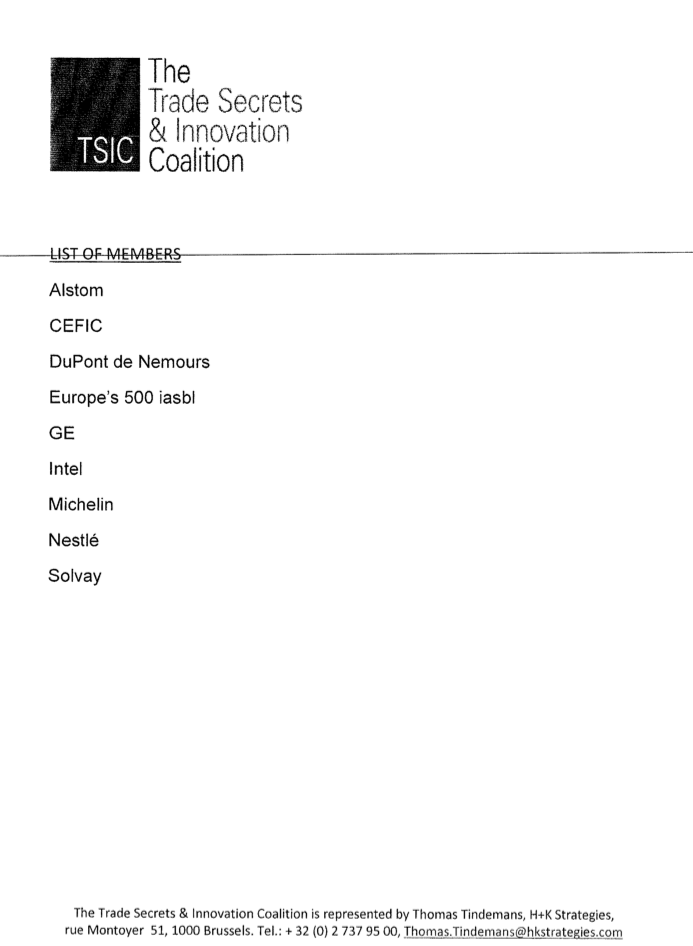 The
Trade Secrets
& Innovation
TSIC Coalition
LIST OF MEMBERS
Alstom
CEFIC
DuPont de Nemours
Europe's 500 iasbl
GE
Intel
Michelin
Nestlé
Solvay
The Trade Secrets & Innovation Coalition is represented by Thomas Tindemans, H+K Strategies,
rue Montoyer 51, 1000 Brussels. Tel.: + 32 (0) 2 737 95 00, Thomas.Tindemans@hkstrategies.com